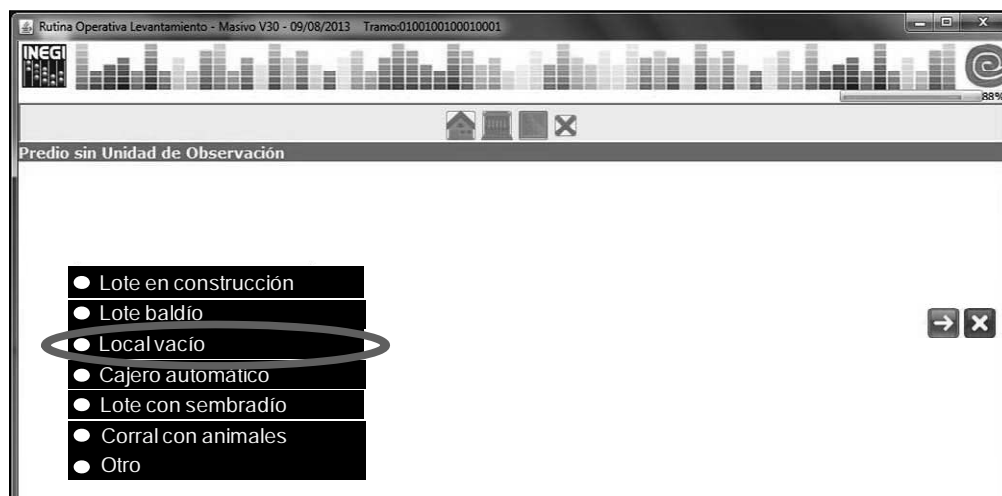 Rutina Operativa Levantamiento - Masivo V30 - 09/08/2013 Tramo:0100100100010001
INEGI
88%
Predio sin Unidad de Observación
Lote en construcción
Lote baldío
Local vacío
Cajero automático
Lote con sembradío
Corral con animales
Otro